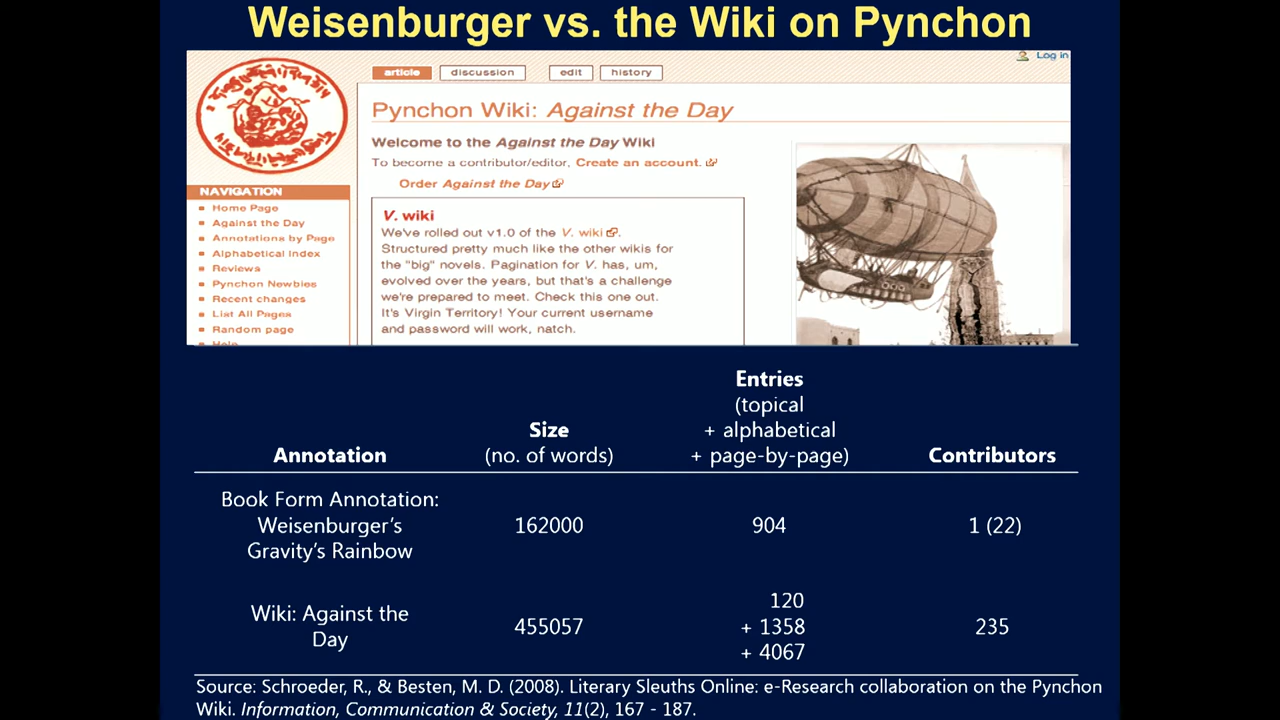 Weisenburger vs. the Wiki on Pynchon
Log in
article discussion edit history
Pynchon Wiki: Against the Day
Welcome to the Against the Day Wiki
To become a contributor/editor, Create an account.
Order Against the Day
NAVIGATION
Home Page
Against the Day
Annotations by Page
Alphabetical Index
Reviews
Pynchon Newbies
Recent changes
List All Pages
Random page
Help
V. wiki
We've rolled out v1.0 of the V. wiki.
Structured pretty much like the other wikis for
the "big" novels. Pagination for V. has, um,
evolved over the years, but that's a challenge
we're prepared to meet. Check this one out.
It's Virgin Territory! Your current username
and password will work, natch.
Annotation
Size
(no. of words)
Entries
(topical
+ alphabetical
+ page-by-page)
Contributors
Book Form Annotation:
Weisenburger's
Gravity's Rainbow
162000
904
1 (22)
Wiki: Against the
Day
455057
120
+ 1358
+ 4067
235
Source: Schroeder, R., & Besten, M. D. (2008). Literary Sleuths Online: e-Research collaboration on the Pynchon
Wiki. Information, Communication & Society, 11(2), 167 - 187.